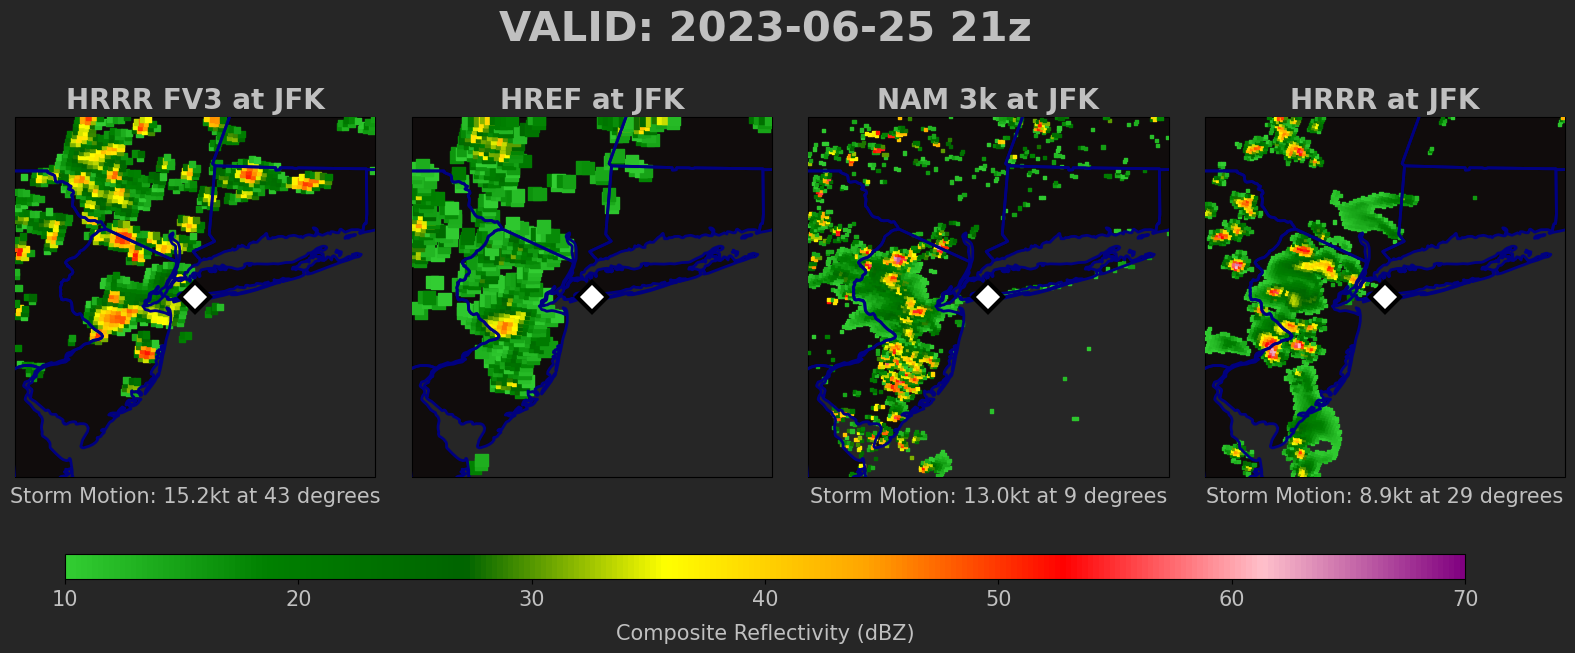 VALID: 2023-06-25 21z
HRRR FV3 at JFK
HREF at JFK
NAM 3k at JFK
HRRR at JFK
Storm Motion: 15.2kt at 43 degrees
Storm Motion: 13.0kt at 9 degrees
Storm Motion: 8.9kt at 29 degrees
10 20 30 40 50 60 70
Composite Reflectivity (dBZ)